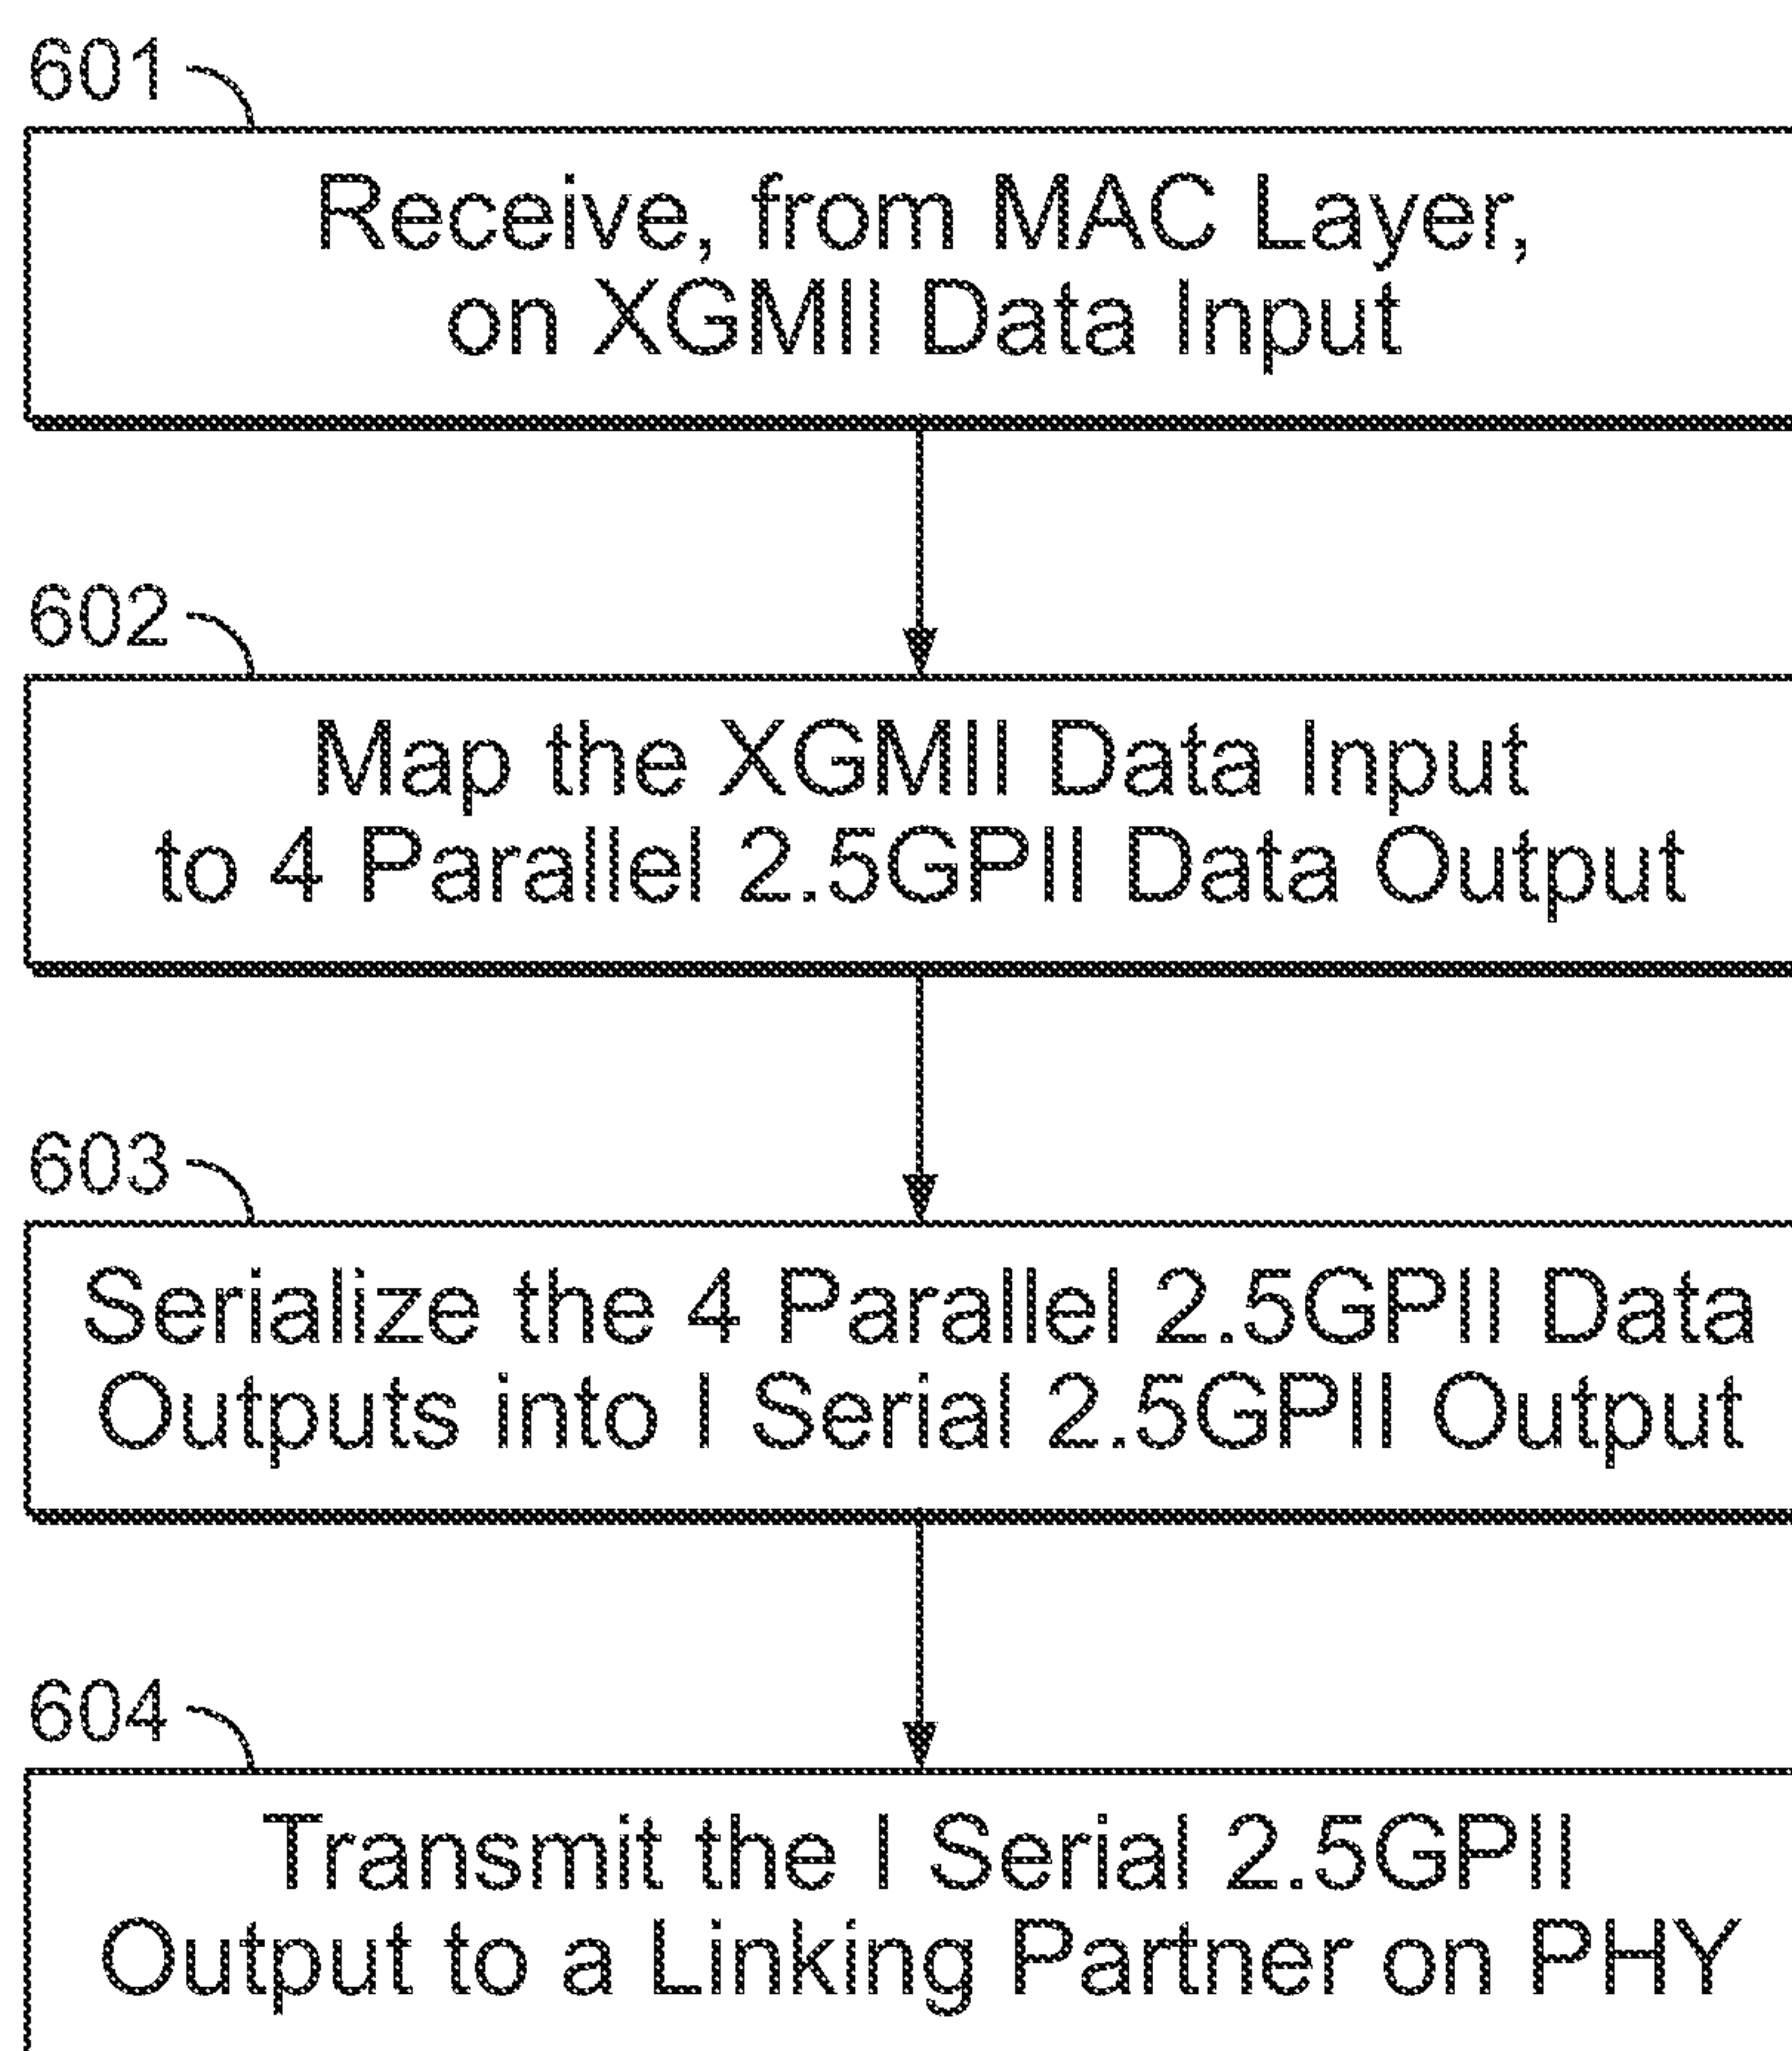 601
Receive, from MAC Layer,
on XGMII Data Input
602
Map the XGMII Data Input
to 4 Parallel 2.5GPII Data Output
603
Serialize the 4 Parallel 2.5GPII Data
Outputs into I Serial 2.5GPII Output
604
Transmit the I Serial 2.5GPII
Output to a Linking Partner on PHY